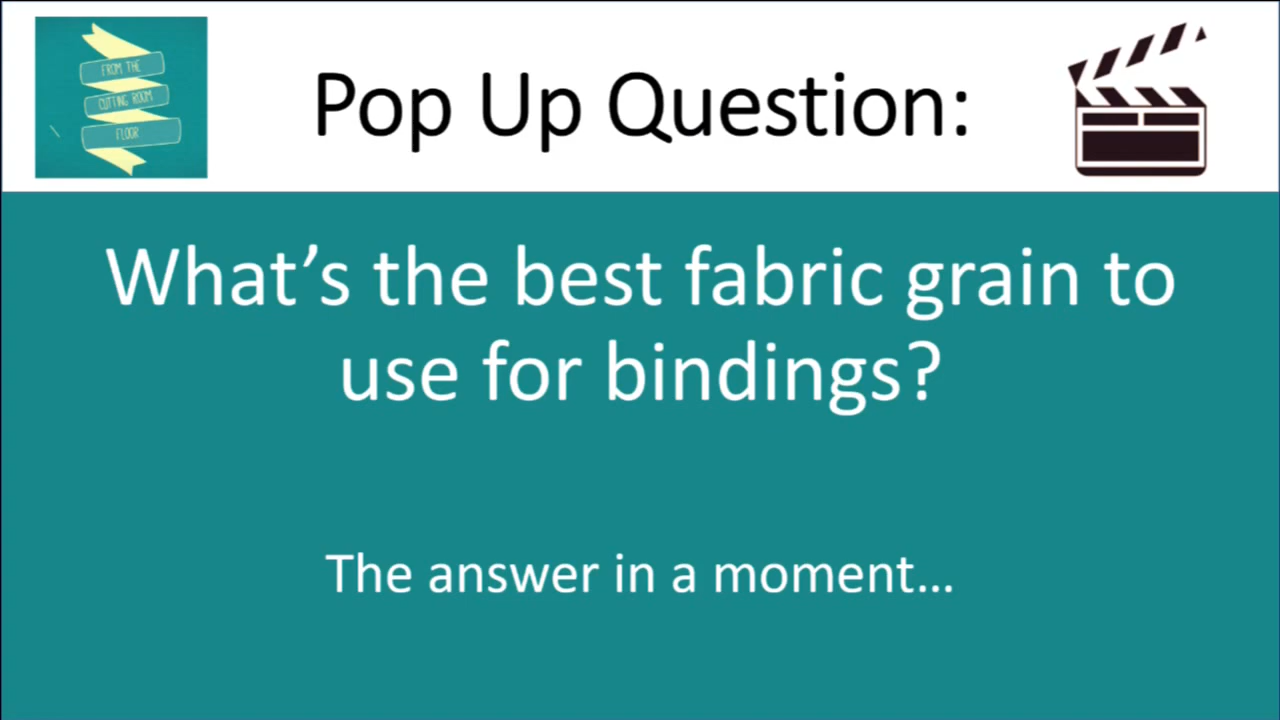 FROM THE
CUTTING ROOM
FLOOR
Pop Up Question:
What’s the best fabric grain to
use for bindings?
The answer in a moment...